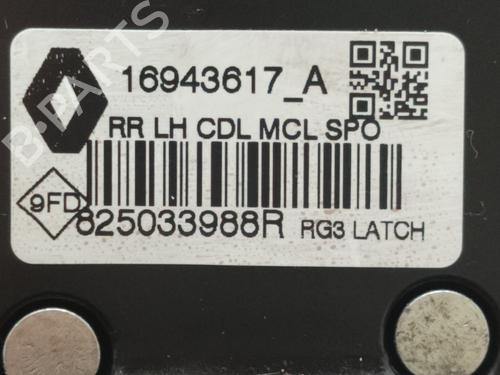 16943617_A
RR LH CDL MCL SPO
9FD
825033988R RG3 LATCH
B-PARTS